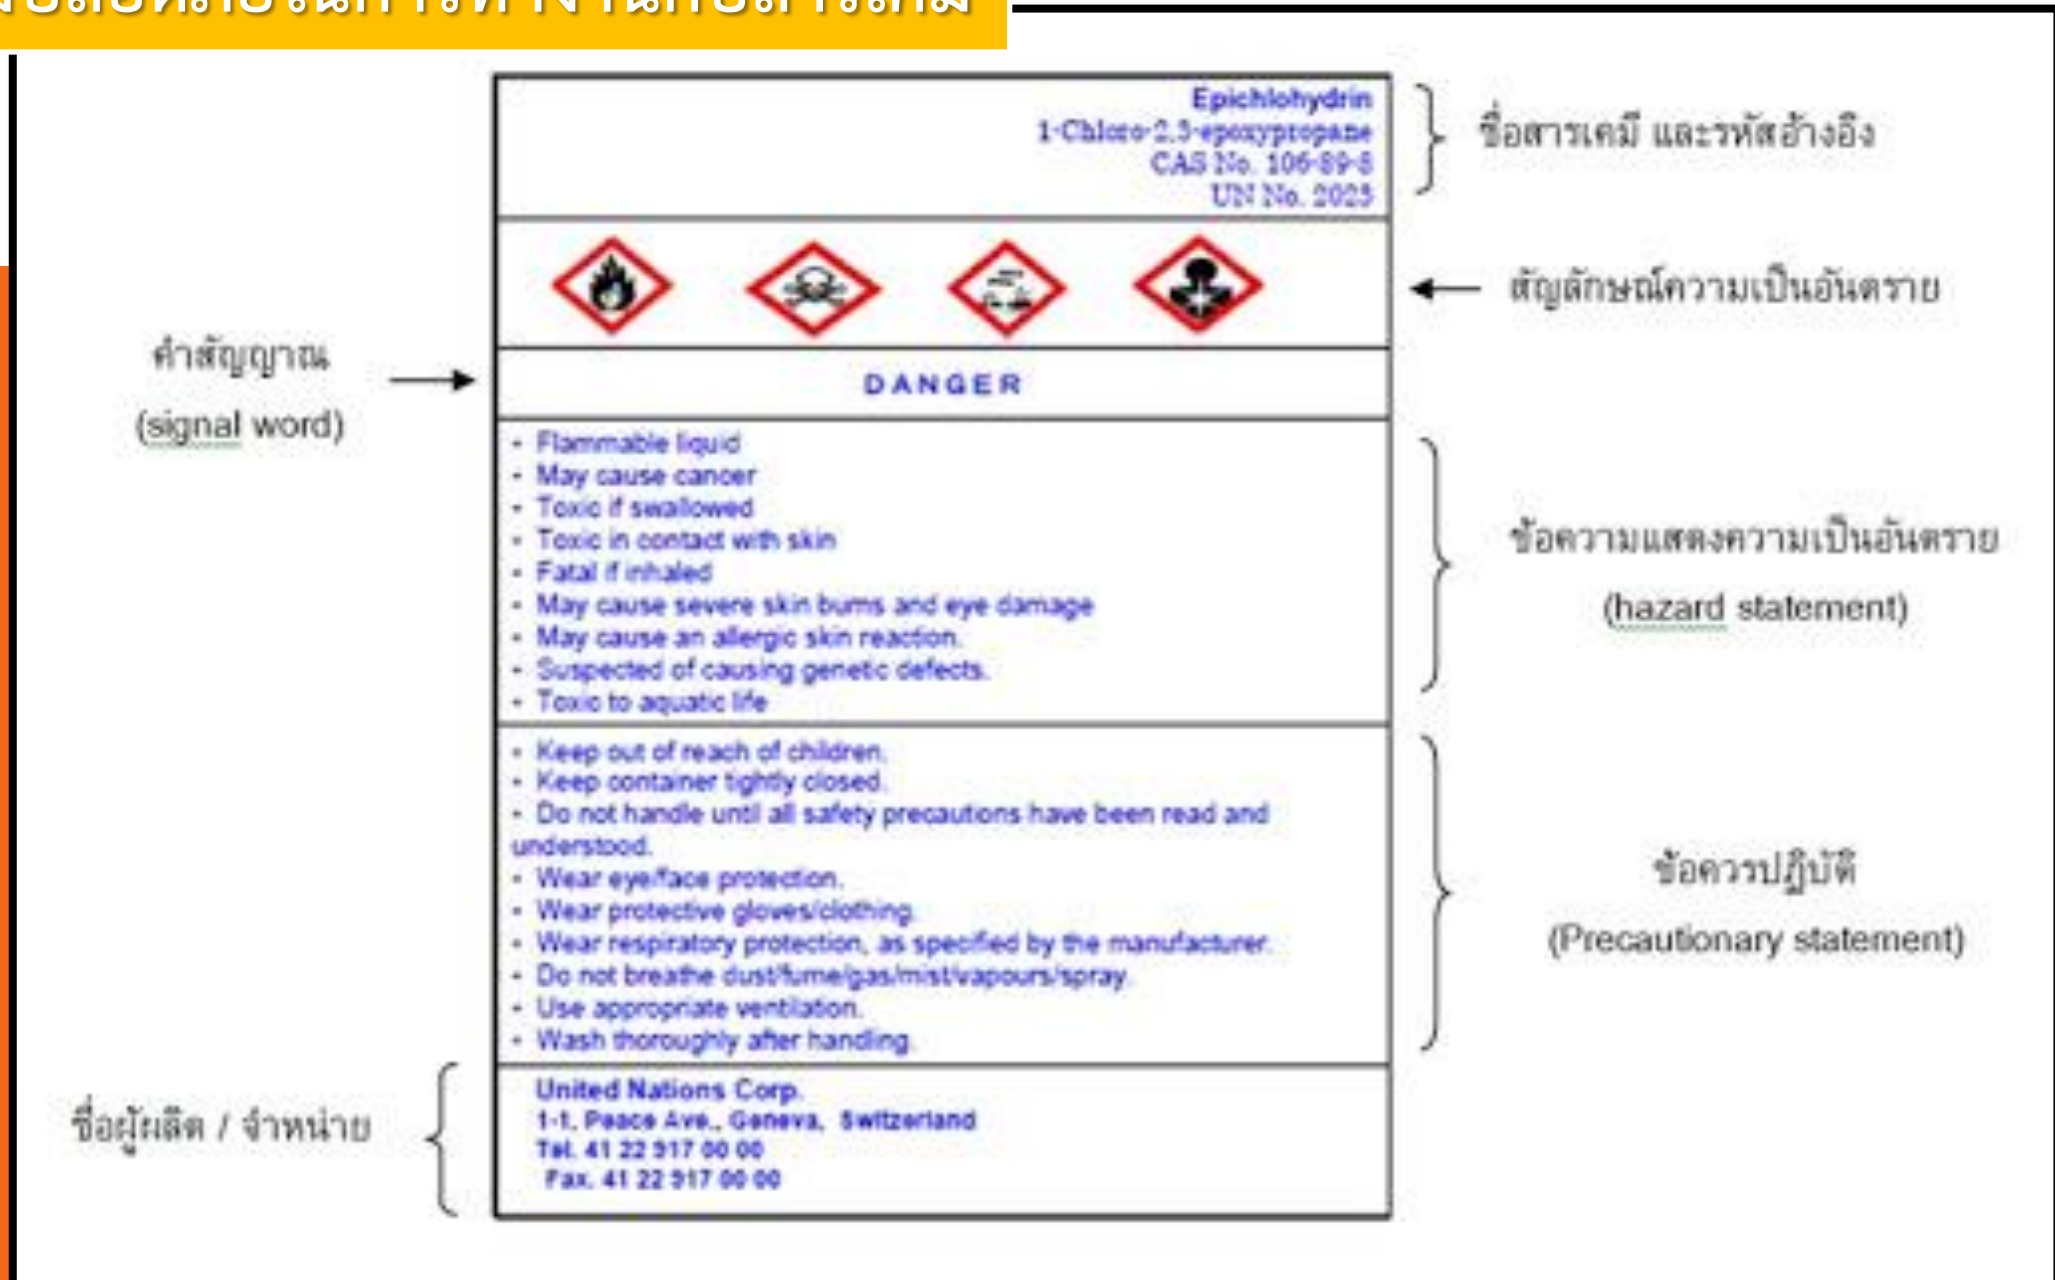 Epichlohydrin
1-Chloro-2,3-epoxypropane
CAS No. 106-89-8
UN No. 2023
ชื่อสารเคมี และรหัสอ้างอิง
สัญลักษณ์ความเป็นอันตราย
คำสัญญาณ
(signal word)
DANGER
- Flammable liquid
- May cause cancer
- Toxic if swallowed
- Toxic in contact with skin
- Fatal if inhaled
- May cause severe skin burns and eye damage
- May cause an allergic skin reaction.
- Suspected of causing genetic defects.
- Toxic to aquatic life
ข้อความแสดงความเป็นอันตราย
(hazard statement)
- Keep out of reach of children.
- Keep container tightly closed.
- Do not handle until all safety precautions have been read and
understood.
- Wear eye/face protection.
- Wear protective gloves/clothing.
- Wear respiratory protection, as specified by the manufacturer.
- Do not breathe dust/fume/gas/mist/vapours/spray.
- Use appropriate ventilation.
- Wash thoroughly after handling.
ข้อควรปฏิบัติ
(Precautionary statement)
ชื่อผู้ผลิต / จำหน่าย
United Nations Corp.
1-1, Peace Ave., Geneva, Switzerland
Tel. 41 22 917 00 00
Fax. 41 22 917 00 00